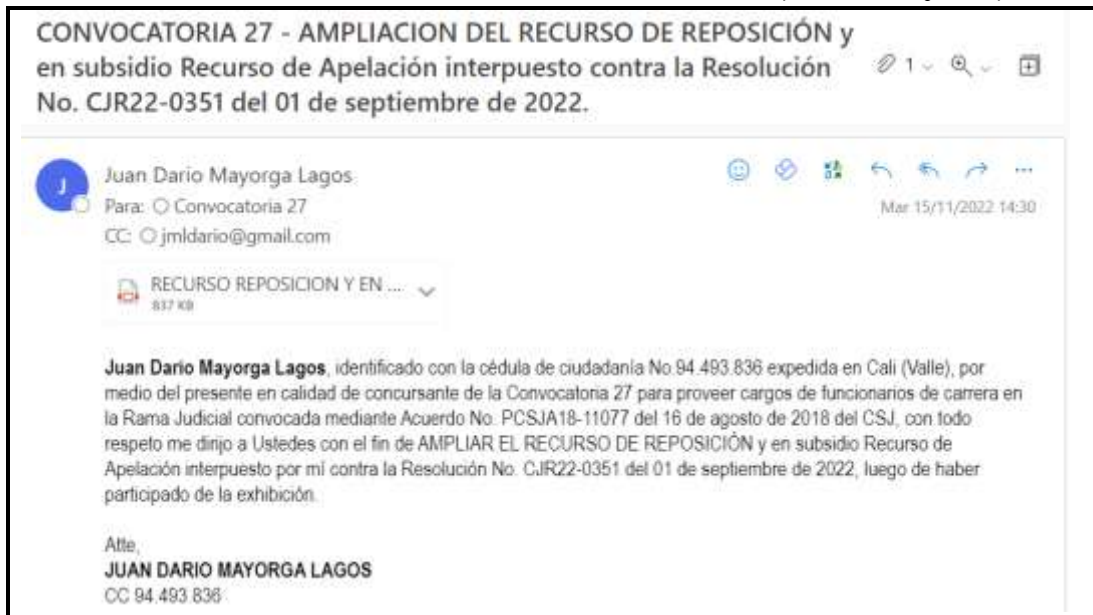 CONVOCATORIA 27 - AMPLIACION DEL RECURSO DE REPOSICIÓN y
en subsidio Recurso de Apelación interpuesto contra la Resolución
No. CJR22-0351 del 01 de septiembre de 2022.
1
J
Juan Dario Mayorga Lagos
Para: Convocatoria 27
Mar 15/11/2022 14:30
CC: jmldario@gmail.com
RECURSO REPOSICION Y EN ...
837 KB
Juan Dario Mayorga Lagos, identificado con la cédula de ciudadanía No.94.493.836 expedida en Cali (Valle), por
medio del presente en calidad de concursante de la Convocatoria 27 para proveer cargos de funcionarios de carrera en
la Rama Judicial convocada mediante Acuerdo No. PCSJA18-11077 del 16 de agosto de 2018 del CSJ, con todo
respeto me dirijo a Ustedes con el fin de AMPLIAR EL RECURSO DE REPOSICIÓN y en subsidio Recurso de
Apelación interpuesto por mí contra la Resolución No. CJR22-0351 del 01 de septiembre de 2022, luego de haber
participado de la exhibición.
Atte,
JUAN DARIO MAYORGA LAGOS
CC 94.493.836